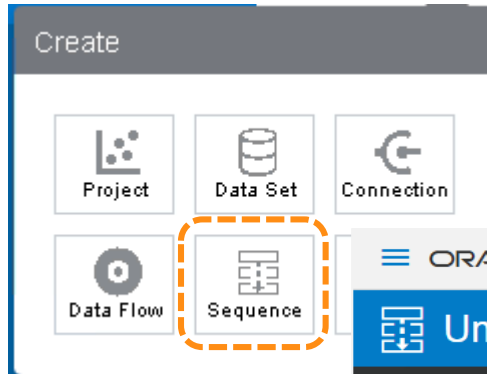 Create
Project
Data Set
Connection
Data Flow
Sequence